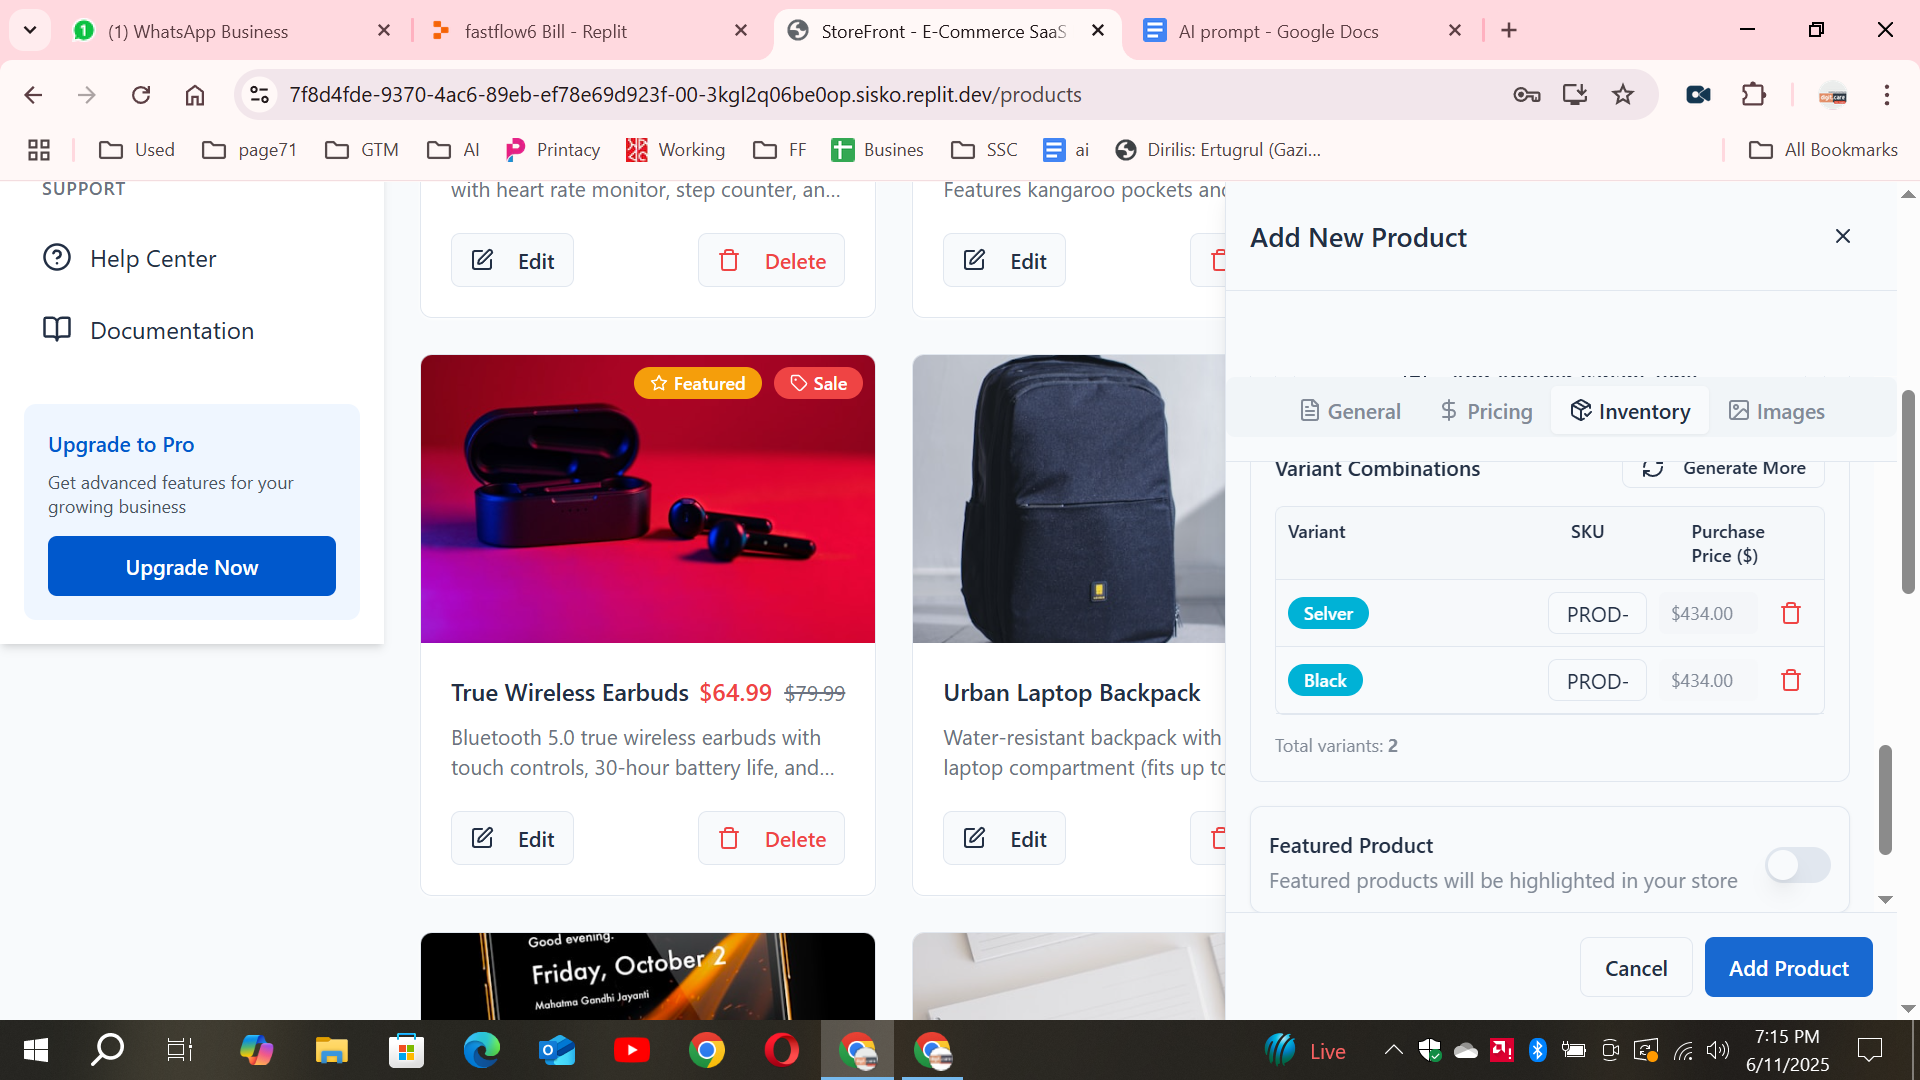 (1) WhatsApp Business
fastflow6 Bill - Replit
StoreFront - E-Commerce SaaS
AI prompt - Google Docs
7f8d4fde-9370-4ac6-89eb-ef78e69d923f-00-3kgl2q06be0op.sisko.replit.dev/products
Used
page71
GTM
AI
Printacy
Working
FF
Busines
SSC
ai
Dirilis: Ertugrul (Gazi...
All Bookmarks
SUPPORT
Help Center
Documentation
Upgrade to Pro
Get advanced features for your
growing business
Upgrade Now
with heart rate monitor, step counter, an...
Edit
Delete
Features kangaroo pockets and
Edit
Featured
Sale
True Wireless Earbuds $64.99 $79.99
Bluetooth 5.0 true wireless earbuds with
touch controls, 30-hour battery life, and...
Edit
Delete
Urban Laptop Backpack
Water-resistant backpack with
laptop compartment (fits up to
Edit
Good evening.
Friday, October 2
Mahatma Gandhi Jayanti
Add New Product
General
Pricing
Inventory
Images
Variant Combinations
Generate More
Variant
SKU
Purchase
Price ($)
Selver
PROD-
$434.00
Black
PROD-
$434.00
Total variants: 2
Featured Product
Featured products will be highlighted in your store
Cancel
Add Product
Live
7:15 PM
6/11/2025